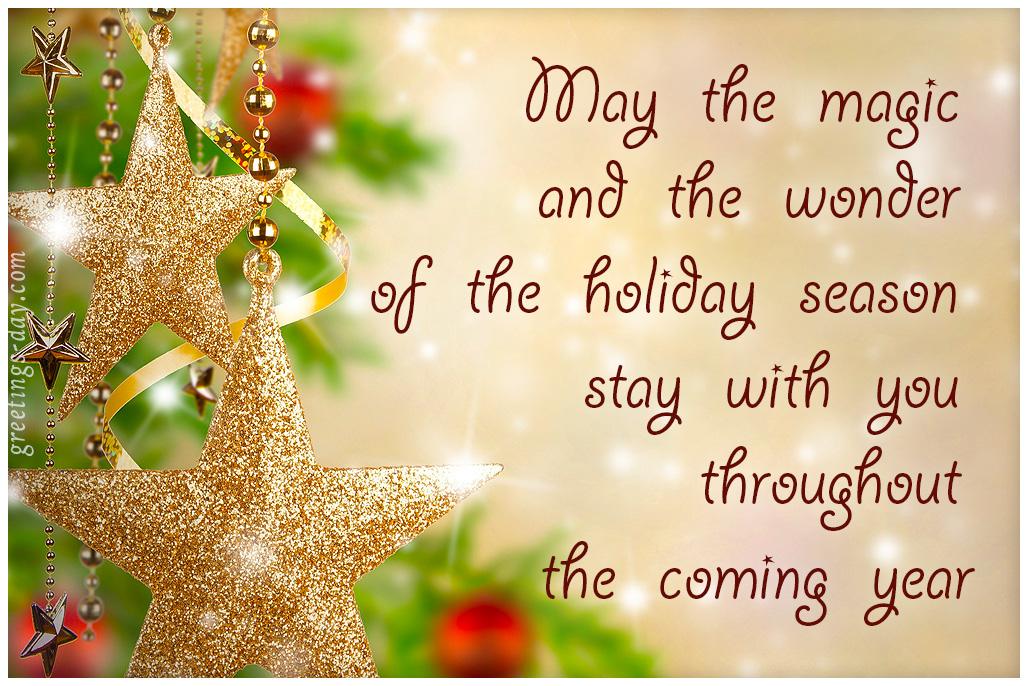 May the magic
and the wonder
of the holiday season
stay with you
throughout
the coming year
greetings-day.com